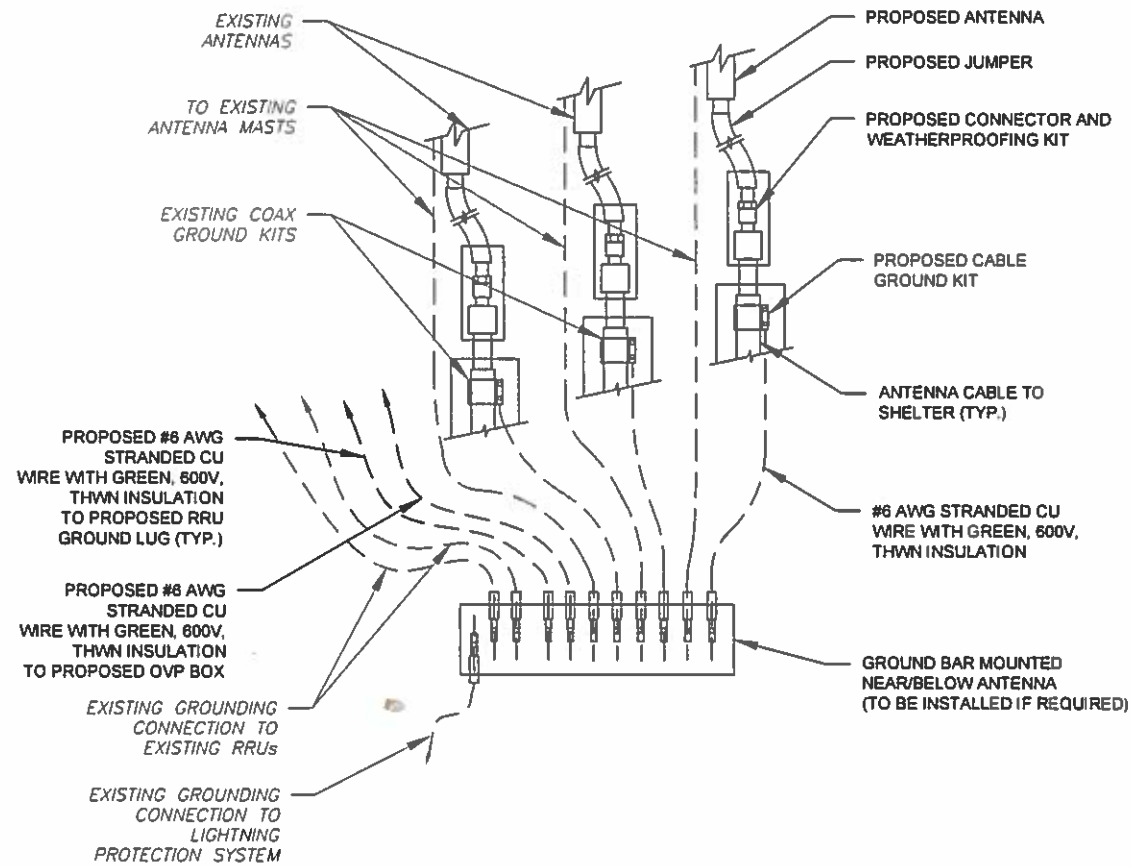 EXISTING
ANTENNAS
TO EXISTING
ANTENNA MASTS
EXISTING COAX
GROUND KITS
PROPOSED #6 AWG
STRANDED CU
WIRE WITH GREEN, 600V,
THWN INSULATION
TO PROPOSED RRU
GROUND LUG (TYP.)
PROPOSED #6 AWG
STRANDED CU
WIRE WITH GREEN, 600V,
THWN INSULATION
TO PROPOSED OVP BOX
EXISTING GROUNDING
CONNECTION TO
EXISTING RRUs
EXISTING GROUNDING
CONNECTION TO
LIGHTNING
PROTECTION SYSTEM
PROPOSED ANTENNA
PROPOSED JUMPER
PROPOSED CONNECTOR AND
WEATHERPROOFING KIT
PROPOSED CABLE
GROUND KIT
ANTENNA CABLE TO
SHELTER (TYP.)
#6 AWG STRANDED CU
WIRE WITH GREEN, 600V,
THWN INSULATION
GROUND BAR MOUNTED
NEAR/BELOW ANTENNA
(TO BE INSTALLED IF REQUIRED)